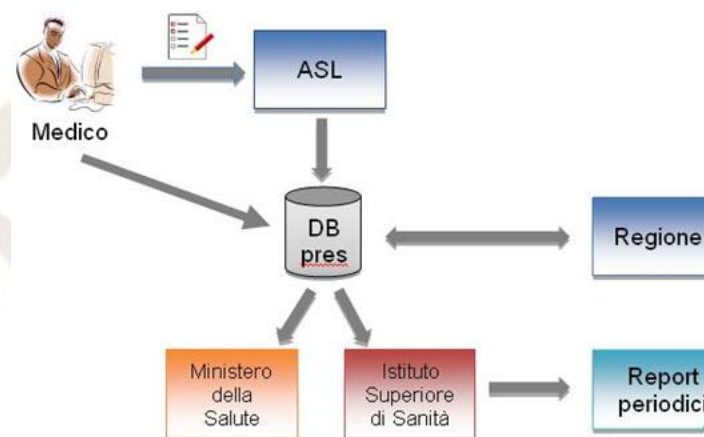 ASL
Medico
DB
pres
Regione
Ministero
della
Salute
Istituto
Superiore
di Sanità
Report
periodici